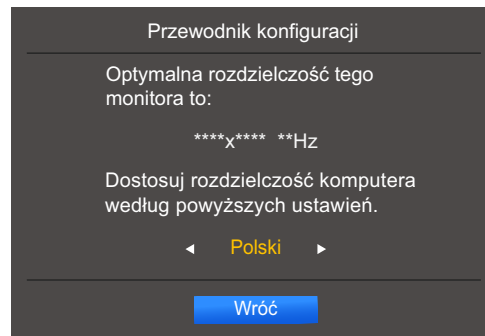 Przewodnik konfiguracji
Optymalna rozdzielczość tego
monitora to:
****x**** **Hz
Dostosuj rozdzielczość komputera
według powyższych ustawień.
Polski
Wróć